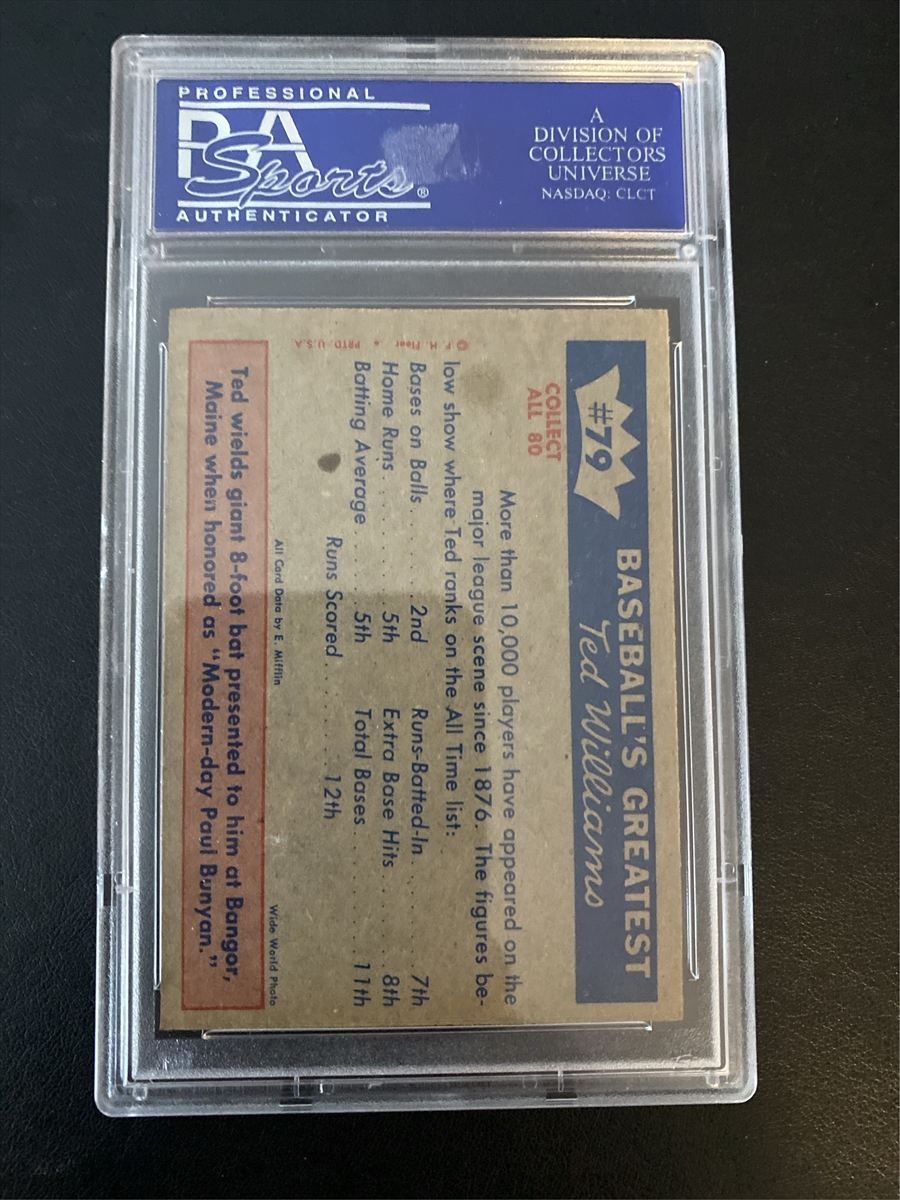 PROFESSIONAL
PSA
Sports®
AUTHENTICATOR
A
DIVISION OF
COLLECTORS
UNIVERSE
NASDAQ: CLCT
#79
BASEBALL'S GREATEST
Ted Williams
COLLECT
ALL 80
More than 10,000 players have appeared on the
major league scene since 1876. The figures be-
low show where Ted ranks on the All Time list:
Bases on Balls ...... 2nd Runs-Batted-In ...... 7th
Home Runs ...... 5th Extra Base Hits ...... 8th
Batting Average .... 5th Total Bases ........ 11th
Runs Scored ........ 12th
© F. H. Fleer • PRTD. U.S.A.
All Card Data by E. Mifflin
Wide World Photo
Ted wields giant 8-foot bat presented to him at Bangor,
Maine when honored as "Modern-day Paul Bunyan."